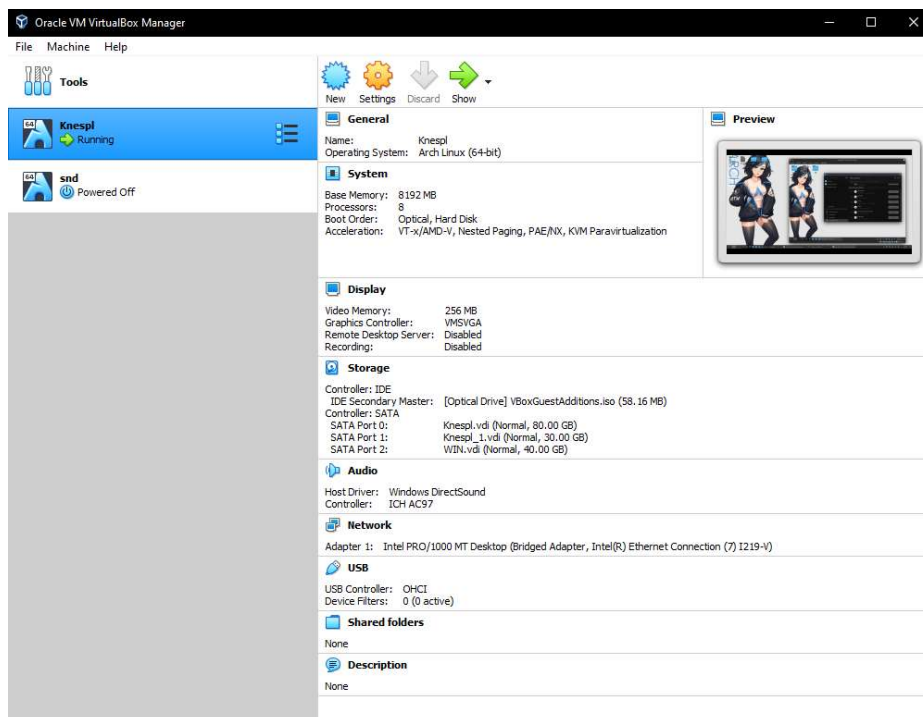 Oracle VM VirtualBox Manager
File Machine Help
Tools
64
Knespl
Running
64
snd
Powered Off
New Settings Discard Show
General
Name: Knespl
Operating System: Arch Linux (64-bit)
System
Base Memory: 8192 MB
Processors: 8
Boot Order: Optical, Hard Disk
Acceleration: VT-x/AMD-V, Nested Paging, PAE/NX, KVM Paravirtualization
Preview
Display
Video Memory: 256 MB
Graphics Controller: VMSVGA
Remote Desktop Server: Disabled
Recording: Disabled
Storage
Controller: IDE
IDE Secondary Master: [Optical Drive] VBoxGuestAdditions.iso (58.16 MB)
Controller: SATA
SATA Port 0: Knespl.vdi (Normal, 80.00 GB)
SATA Port 1: Knespl_1.vdi (Normal, 30.00 GB)
SATA Port 2: WIN.vdi (Normal, 40.00 GB)
Audio
Host Driver: Windows DirectSound
Controller: ICH AC97
Network
Adapter 1: Intel PRO/1000 MT Desktop (Bridged Adapter, Intel(R) Ethernet Connection (7) I219-V)
USB
USB Controller: OHCI
Device Filters: 0 (0 active)
Shared folders
None
Description
None